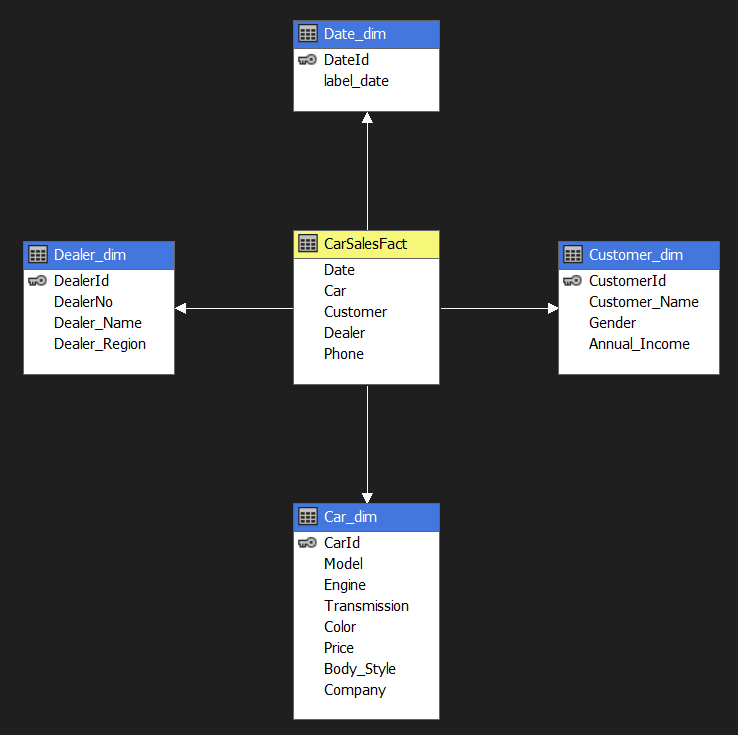 Date_dim
DateId
label_date
Dealer_dim
DealerId
DealerNo
Dealer_Name
Dealer_Region
CarSalesFact
Date
Car
Customer
Dealer
Phone
Customer_dim
CustomerId
Customer_Name
Gender
Annual_Income
Car_dim
CarId
Model
Engine
Transmission
Color
Price
Body_Style
Company